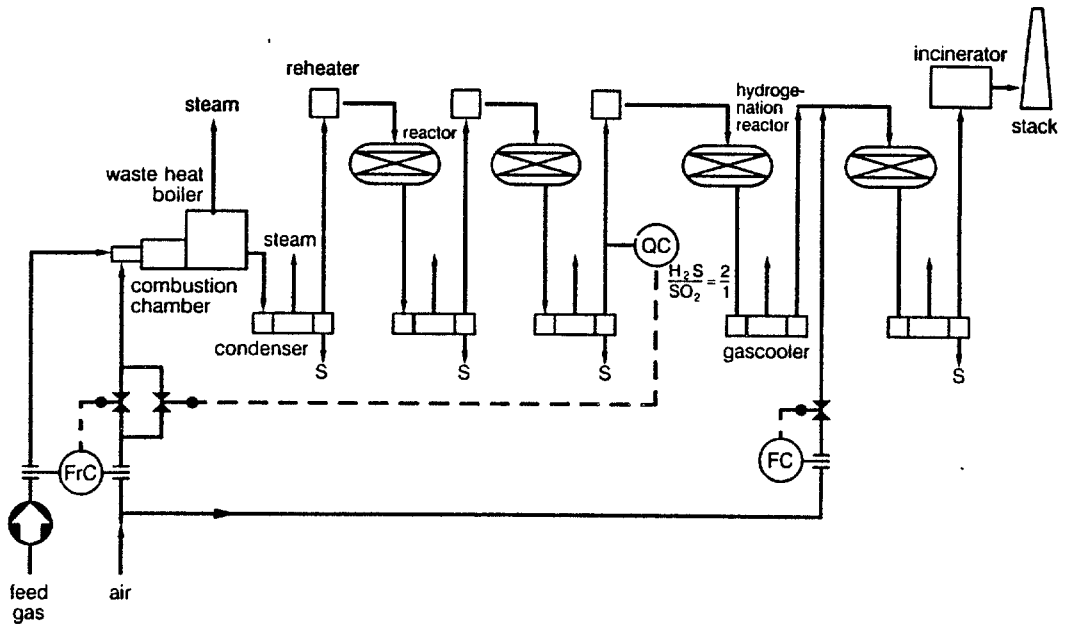 incinerator
reheater
hydroge-
nation
reactor
steam
stack
reactor
waste heat
boiler
steam
QC
H₂S
SO₂
= 2
1
combustion
chamber
condenser
gascooler
S
S
S
S
FrC
FC
feed
gas
air